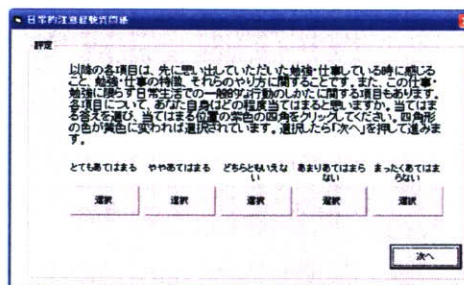 日常的注意経験質問紙
評定
以降の各項目は、先に思い出していただいた勉強・仕事している時に感じる
こと、勉強・仕事の特徴、それらのやり方に関することです。また、この仕事・
勉強に限らず日常生活での一般的な行動のしかたに関する項目もあります。
各項目について、あなた自身はどの程度当てはまると思いますか。当てはま
る答えを選び、当てはまる位置の紫色の四角をクリックしてください。四角形
の色が黄色に変われば選択されています。選択したら「次へ」を押して進みま
す。
とてもあてはまる ややあてはまる どちらともいえな
い あまりあてはまら
ない まったくあてはま
らない
選択 選択 選択 選択 選択
次へ